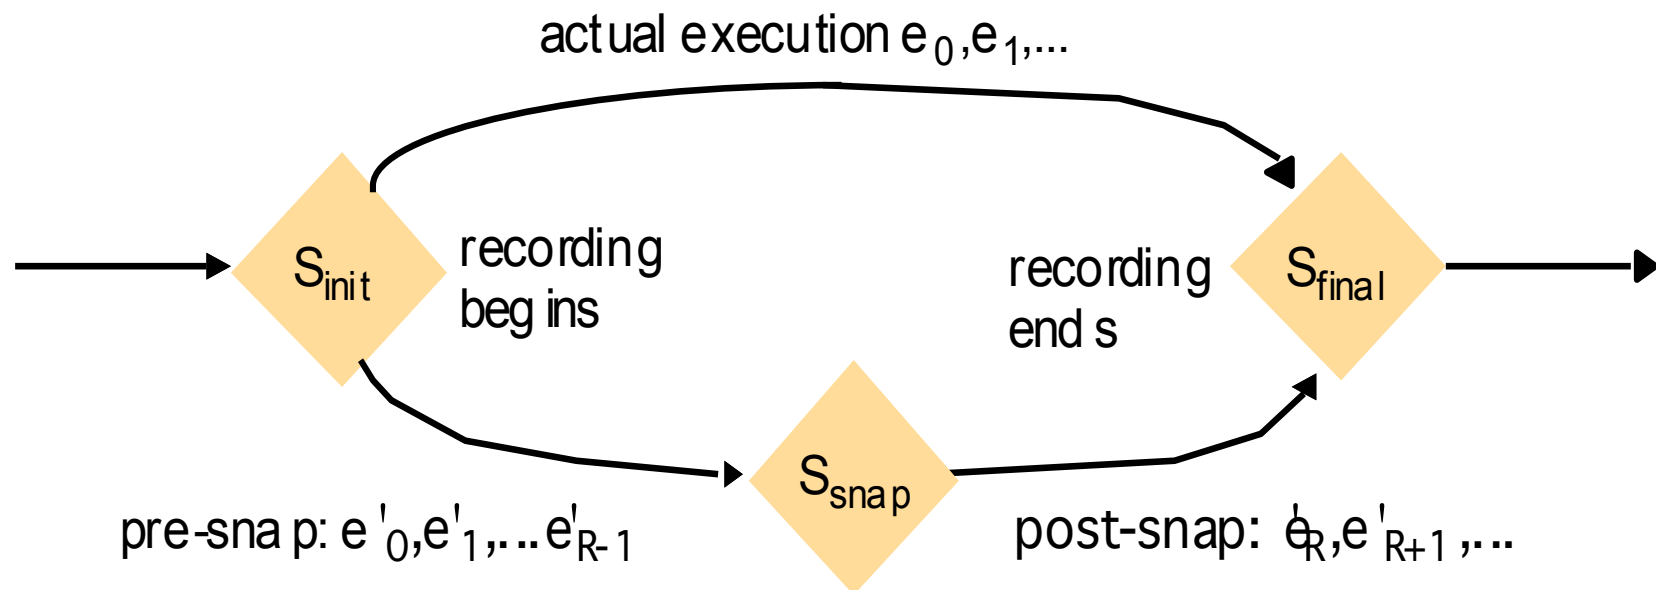 actual execution e0,e1,...
Sinit
recording
begins
recording
ends
Sfinal
Ssnap
pre-snap: e'0,e'1,...e'R-1
post-snap: e'R,e'R+1,...